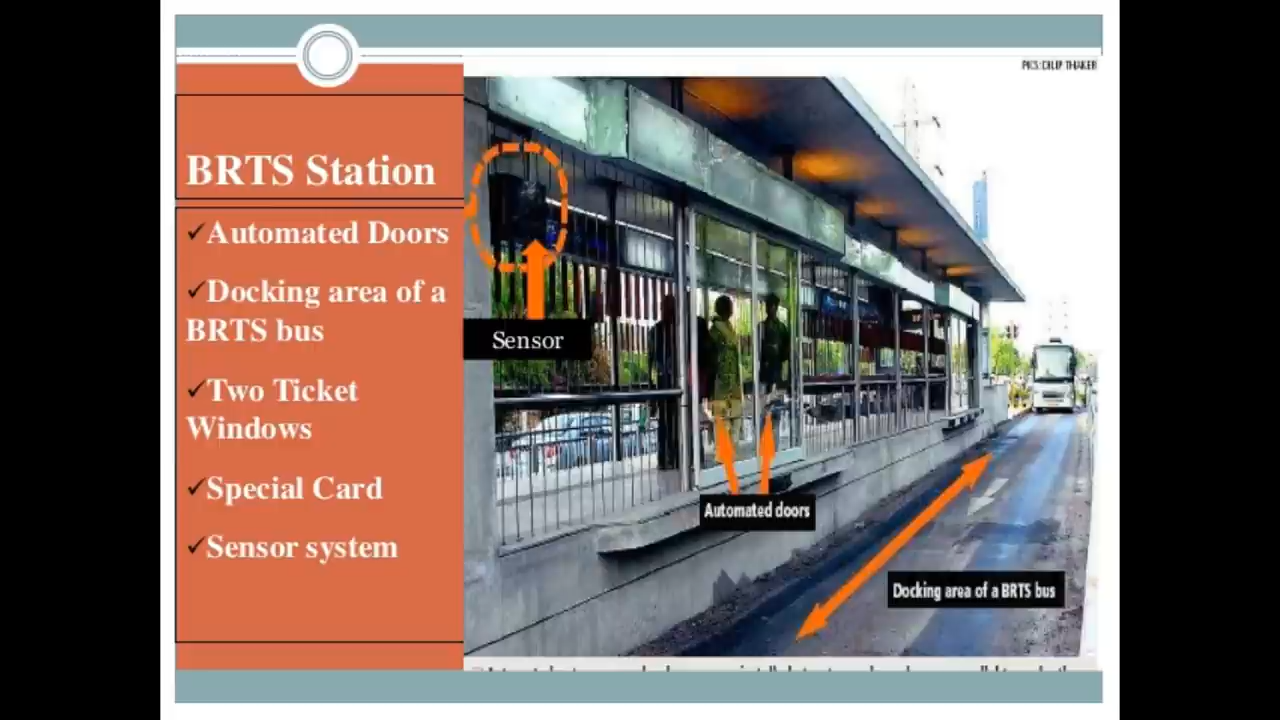 PICS: DILIP THAKER
BRTS Station
✓Automated Doors
✓Docking area of a
BRTS bus
✓Two Ticket
Windows
✓Special Card
✓Sensor system
Sensor
Automated doors
Docking area of a BRTS bus